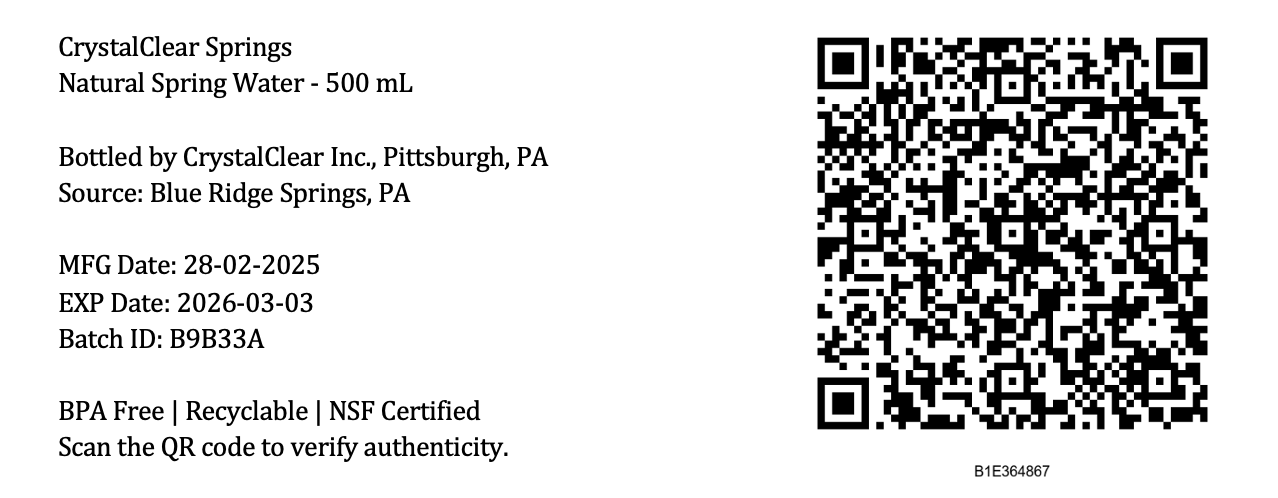 CrystalClear Springs
Natural Spring Water - 500 mL
Bottled by CrystalClear Inc., Pittsburgh, PA
Source: Blue Ridge Springs, PA
MFG Date: 28-02-2025
EXP Date: 2026-03-03
Batch ID: B9B33A
BPA Free | Recyclable | NSF Certified
Scan the QR code to verify authenticity.
B1E364867